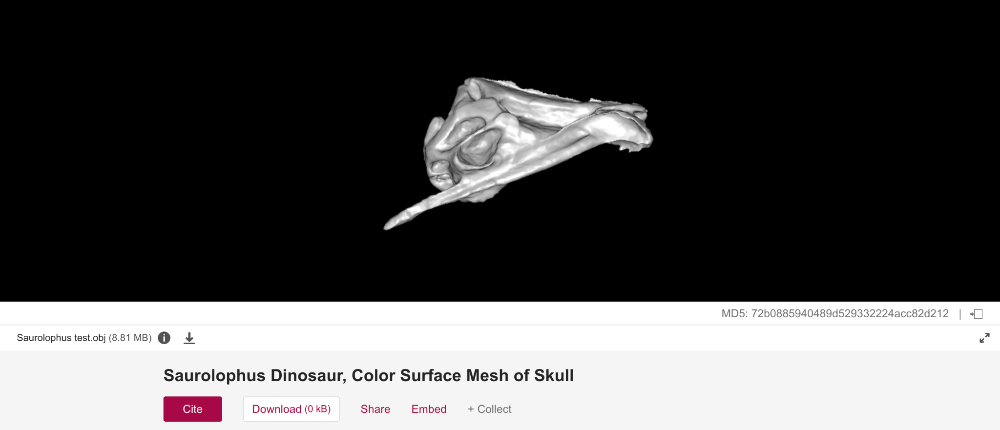 MD5: 72b0885940489d529332224acc82d212 |
Saurolophus test.obj (8.81 MB) i
Saurolophus Dinosaur, Color Surface Mesh of Skull
Cite Download (0 kB) Share Embed + Collect